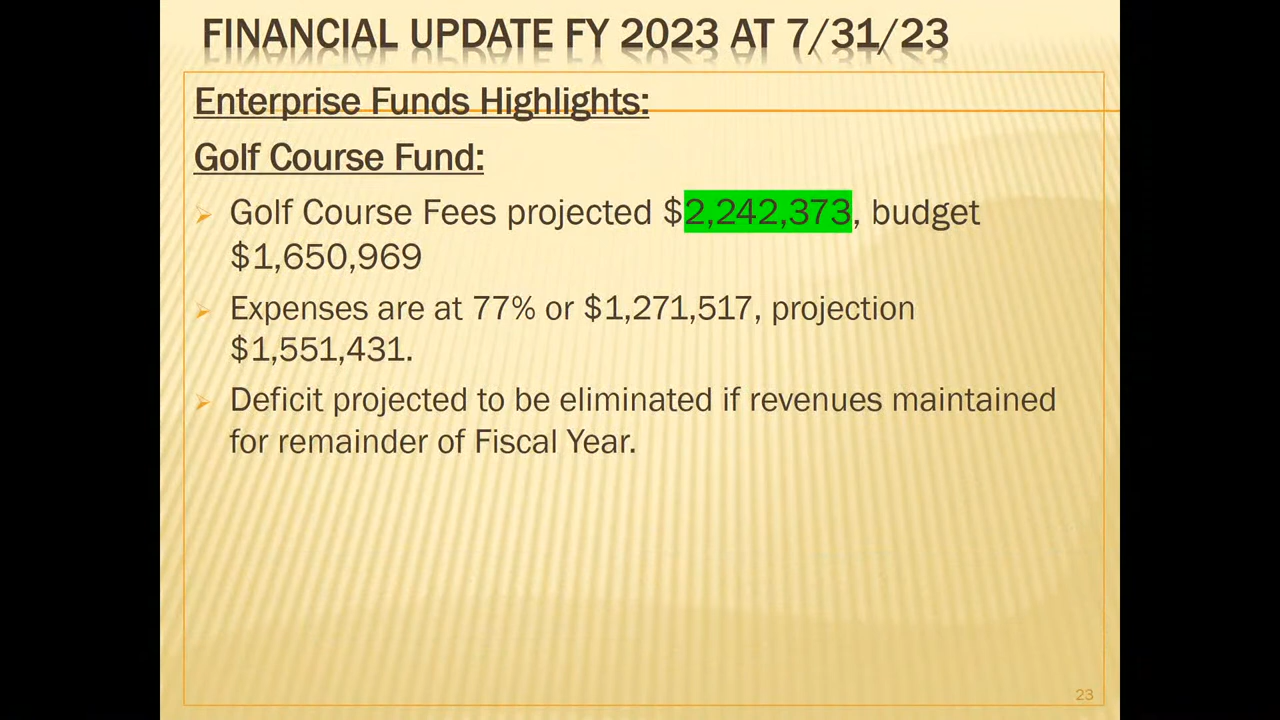 FINANCIAL UPDATE FY 2023 AT 7/31/23
Enterprise Funds Highlights:
Golf Course Fund:
Golf Course Fees projected $2,242,373, budget
$1,650,969
Expenses are at 77% or $1,271,517, projection
$1,551,431.
Deficit projected to be eliminated if revenues maintained
for remainder of Fiscal Year.
23